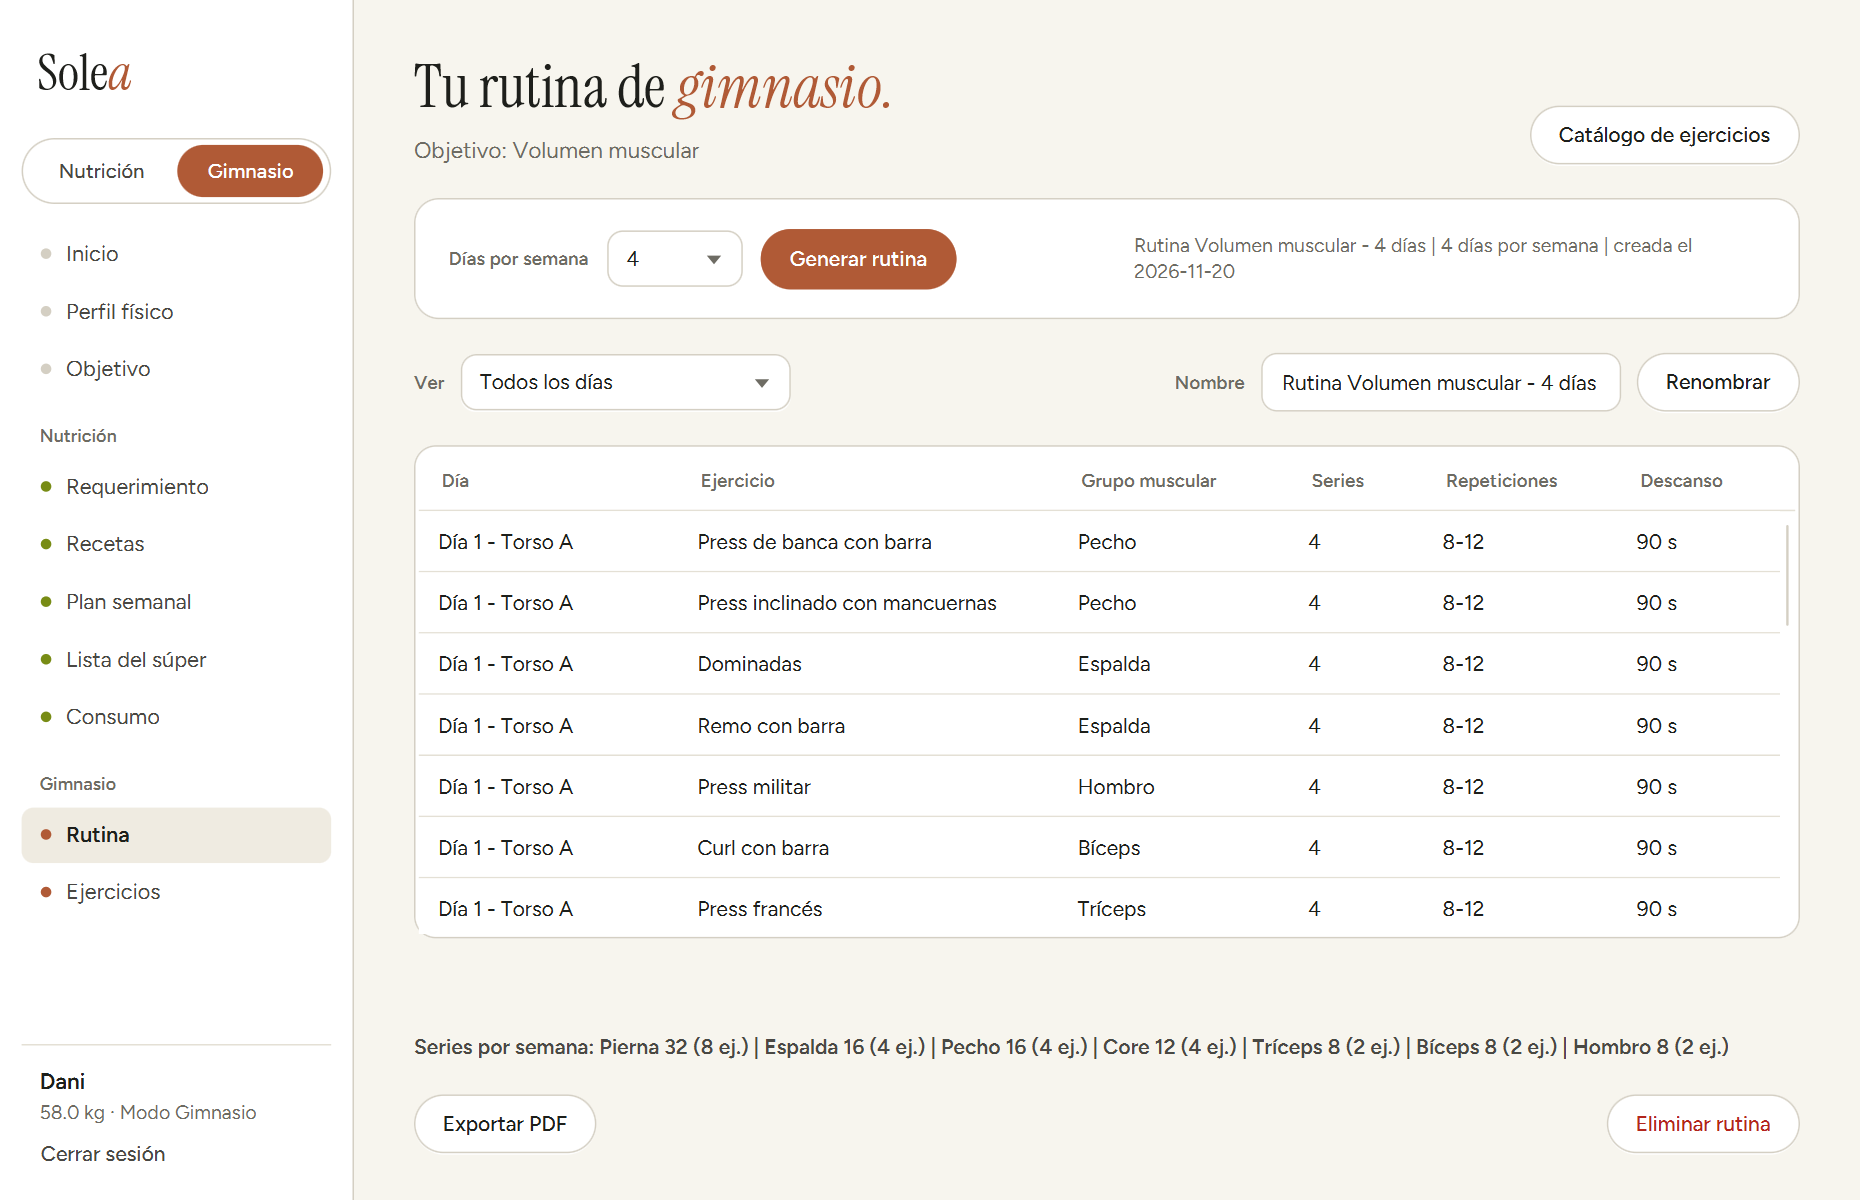 Solea
Nutrición Gimnasio
Inicio
Perfil físico
Objetivo
Nutrición
Requerimiento
Recetas
Plan semanal
Lista del súper
Consumo
Gimnasio
Rutina
Ejercicios
Dani
58.0 kg · Modo Gimnasio
Cerrar sesión
Tu rutina de gimnasio.
Objetivo: Volumen muscular
Catálogo de ejercicios
Días por semana 4 Generar rutina
Rutina Volumen muscular - 4 días | 4 días por semana | creada el
2026-11-20
Ver Todos los días
Nombre Rutina Volumen muscular - 4 días Renombrar
Día Ejercicio Grupo muscular Series Repeticiones Descanso
Día 1 - Torso A Press de banca con barra Pecho 4 8-12 90 s
Día 1 - Torso A Press inclinado con mancuernas Pecho 4 8-12 90 s
Día 1 - Torso A Dominadas Espalda 4 8-12 90 s
Día 1 - Torso A Remo con barra Espalda 4 8-12 90 s
Día 1 - Torso A Press militar Hombro 4 8-12 90 s
Día 1 - Torso A Curl con barra Bíceps 4 8-12 90 s
Día 1 - Torso A Press francés Tríceps 4 8-12 90 s
Series por semana: Pierna 32 (8 ej.) | Espalda 16 (4 ej.) | Pecho 16 (4 ej.) | Core 12 (4 ej.) | Tríceps 8 (2 ej.) | Bíceps 8 (2 ej.) | Hombro 8 (2 ej.)
Exportar PDF
Eliminar rutina